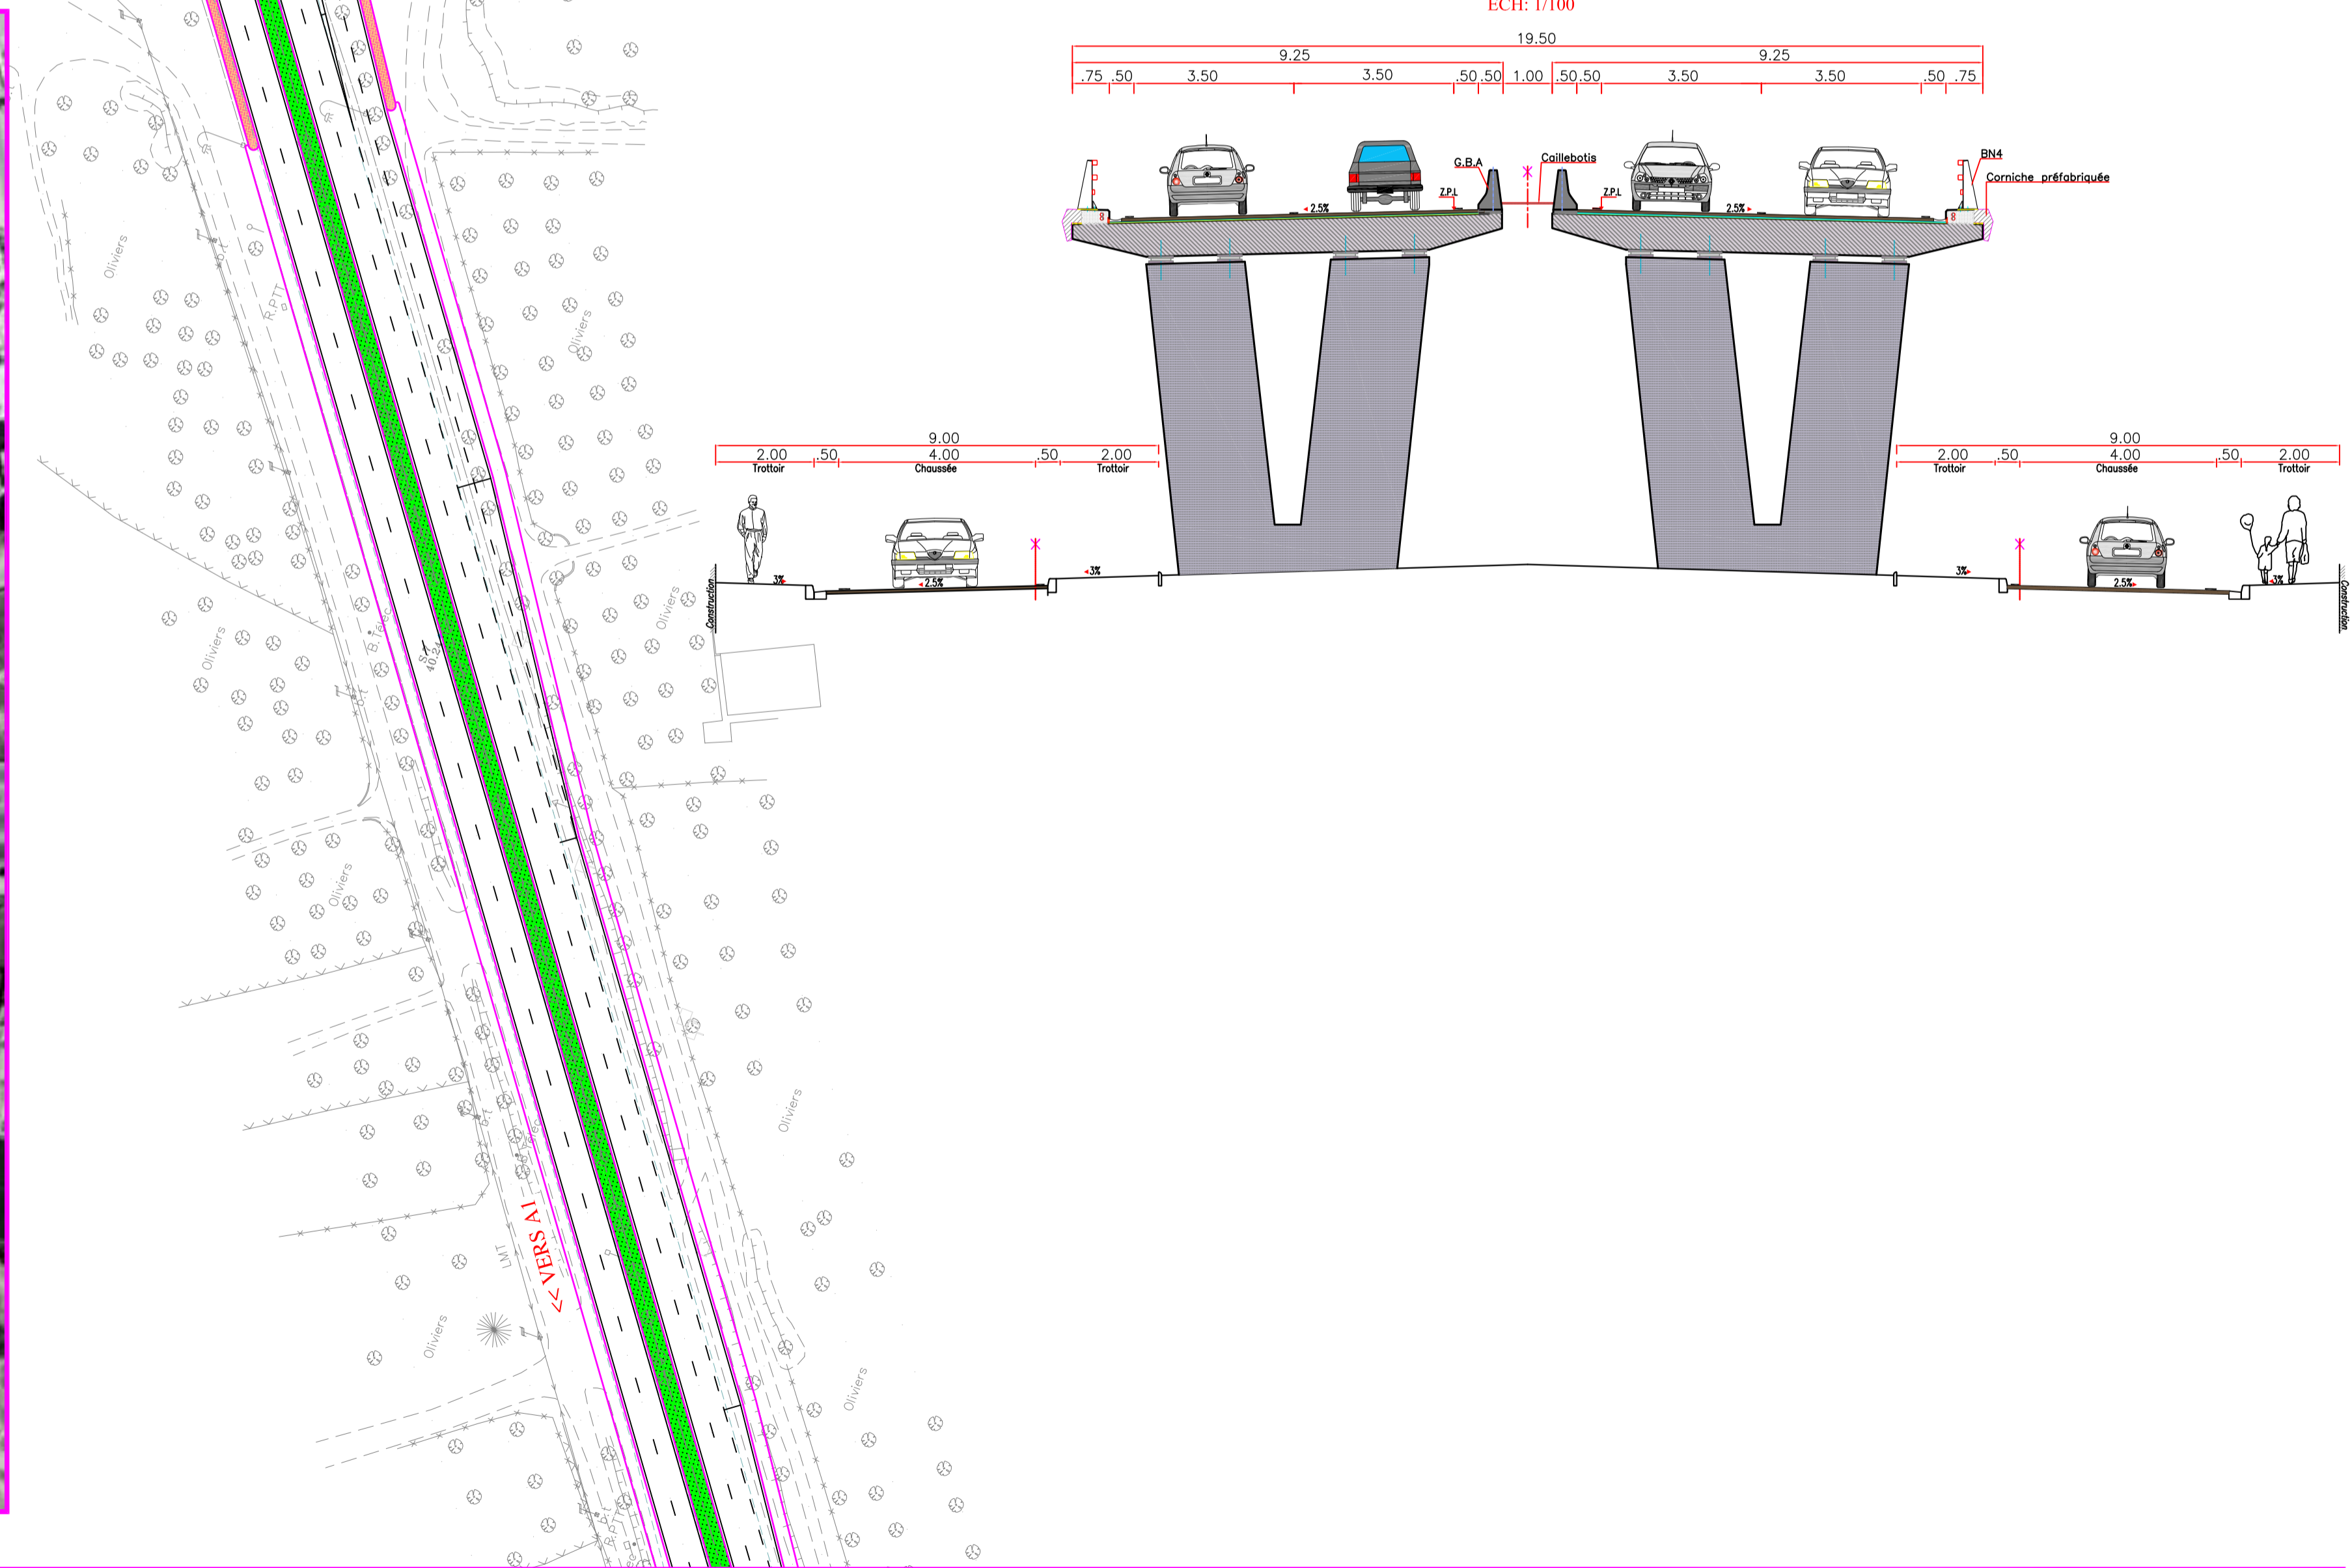 ECH: 1/100
19.50
9.25 9.25
.75 .50 3.50 3.50 .50 .50 1.00 .50 .50 3.50 3.50 .50 .75
G.B.A Caillebotis BN4
Corniche préfabriquée
Z.P.L Z.P.L
2.5% 2.5%
9.00 9.00
2.00 .50 4.00 .50 2.00 2.00 .50 4.00 .50 2.00
Trottoir Chaussée Trottoir Trottoir Chaussée Trottoir
3% 2.5% 3% 3% 2.5% 3%
Construction Construction
Oliviers
R.PTT
Oliviers
Oliviers
Oliviers
B.Télec
Oliviers
Oliviers
LMT
<< VERS A1
Oliviers
Oliviers